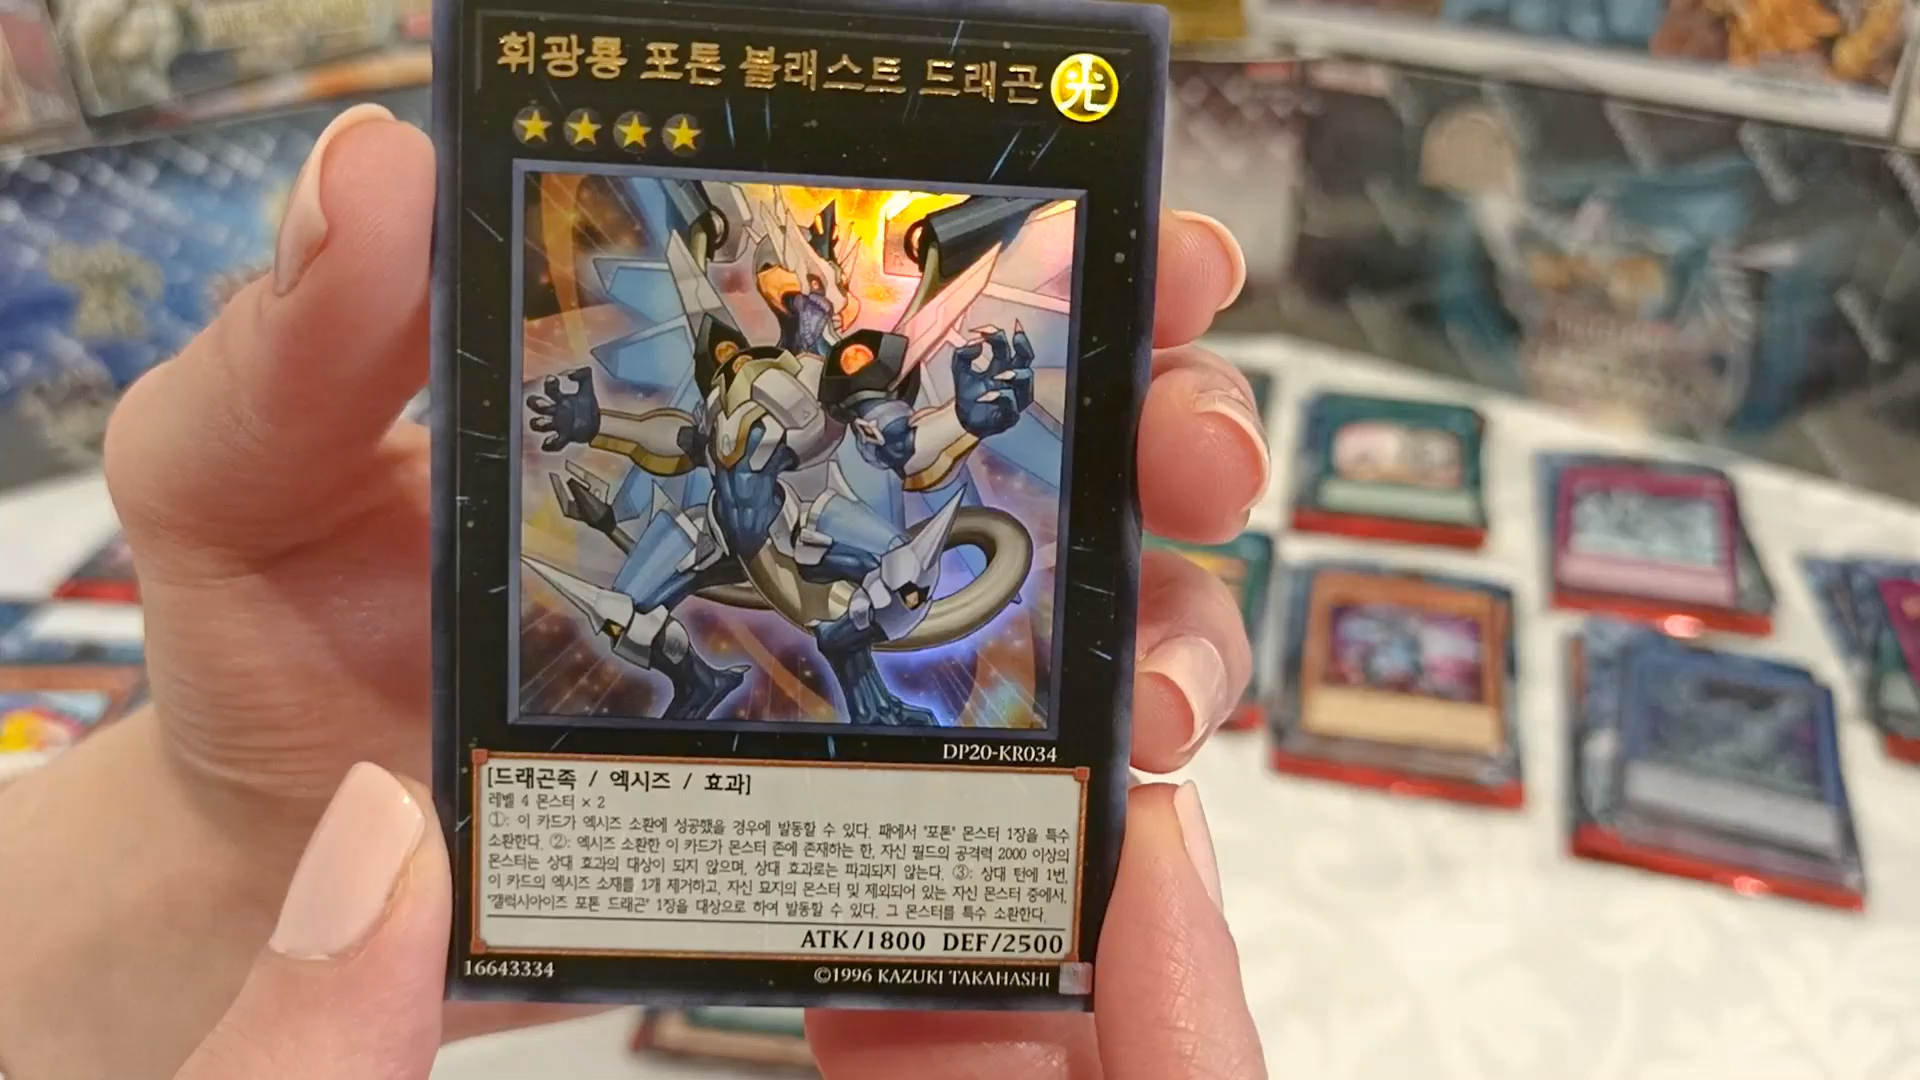 휘광룡 포톤 블래스트 드래곤 光
DP20-KR034
[드래곤족 / 엑시즈 / 효과]
레벨 4 몬스터 × 2
①: 이 카드가 엑시즈 소환에 성공했을 경우에 발동할 수 있다. 패에서 "포톤" 몬스터 1장을 특수
소환한다. ②: 엑시즈 소환한 이 카드가 몬스터 존에 존재하는 한, 자신 필드의 공격력 2000 이상의
몬스터는 상대 효과의 대상이 되지 않으며, 상대 효과로는 파괴되지 않는다. ③: 상대 턴에 1번,
이 카드의 엑시즈 소재를 1개 제거하고, 자신 묘지의 몬스터 및 제외되어 있는 자신 몬스터 중에서,
"갤럭시아이즈 포톤 드래곤" 1장을 대상으로 하여 발동할 수 있다. 그 몬스터를 특수 소환한다.
ATK/1800 DEF/2500
16643334
©1996 KAZUKI TAKAHASHI